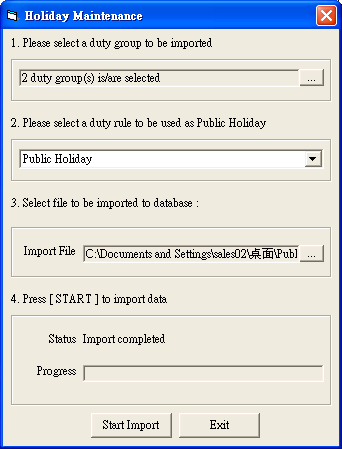 Holiday Maintenance
1. Please select a duty group to be imported
2 duty group(s) is/are selected
...
2. Please select a duty rule to be used as Public Holiday
Public Holiday
3. Select file to be imported to database :
Import File C:\Documents and Settings\sales02\桌面\Publ ...
4. Press [ START ] to import data
Status Import completed
Progress
Start Import Exit